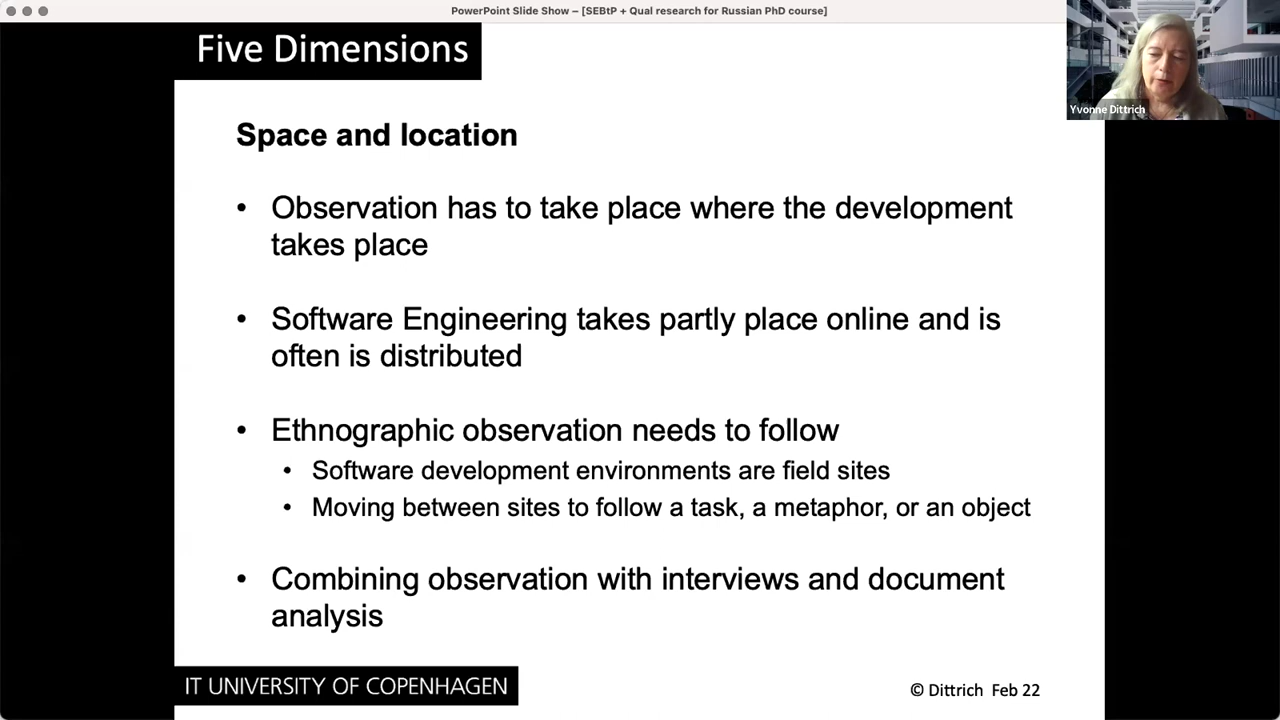 PowerPoint Slide Show – [SEBtP + Qual research for Russian PhD course]
Five Dimensions
Yvonne Dittrich
Space and location
• Observation has to take place where the development
takes place
• Software Engineering takes partly place online and is
often is distributed
• Ethnographic observation needs to follow
• Software development environments are field sites
• Moving between sites to follow a task, a metaphor, or an object
• Combining observation with interviews and document
analysis
IT UNIVERSITY OF COPENHAGEN
© Dittrich Feb 22